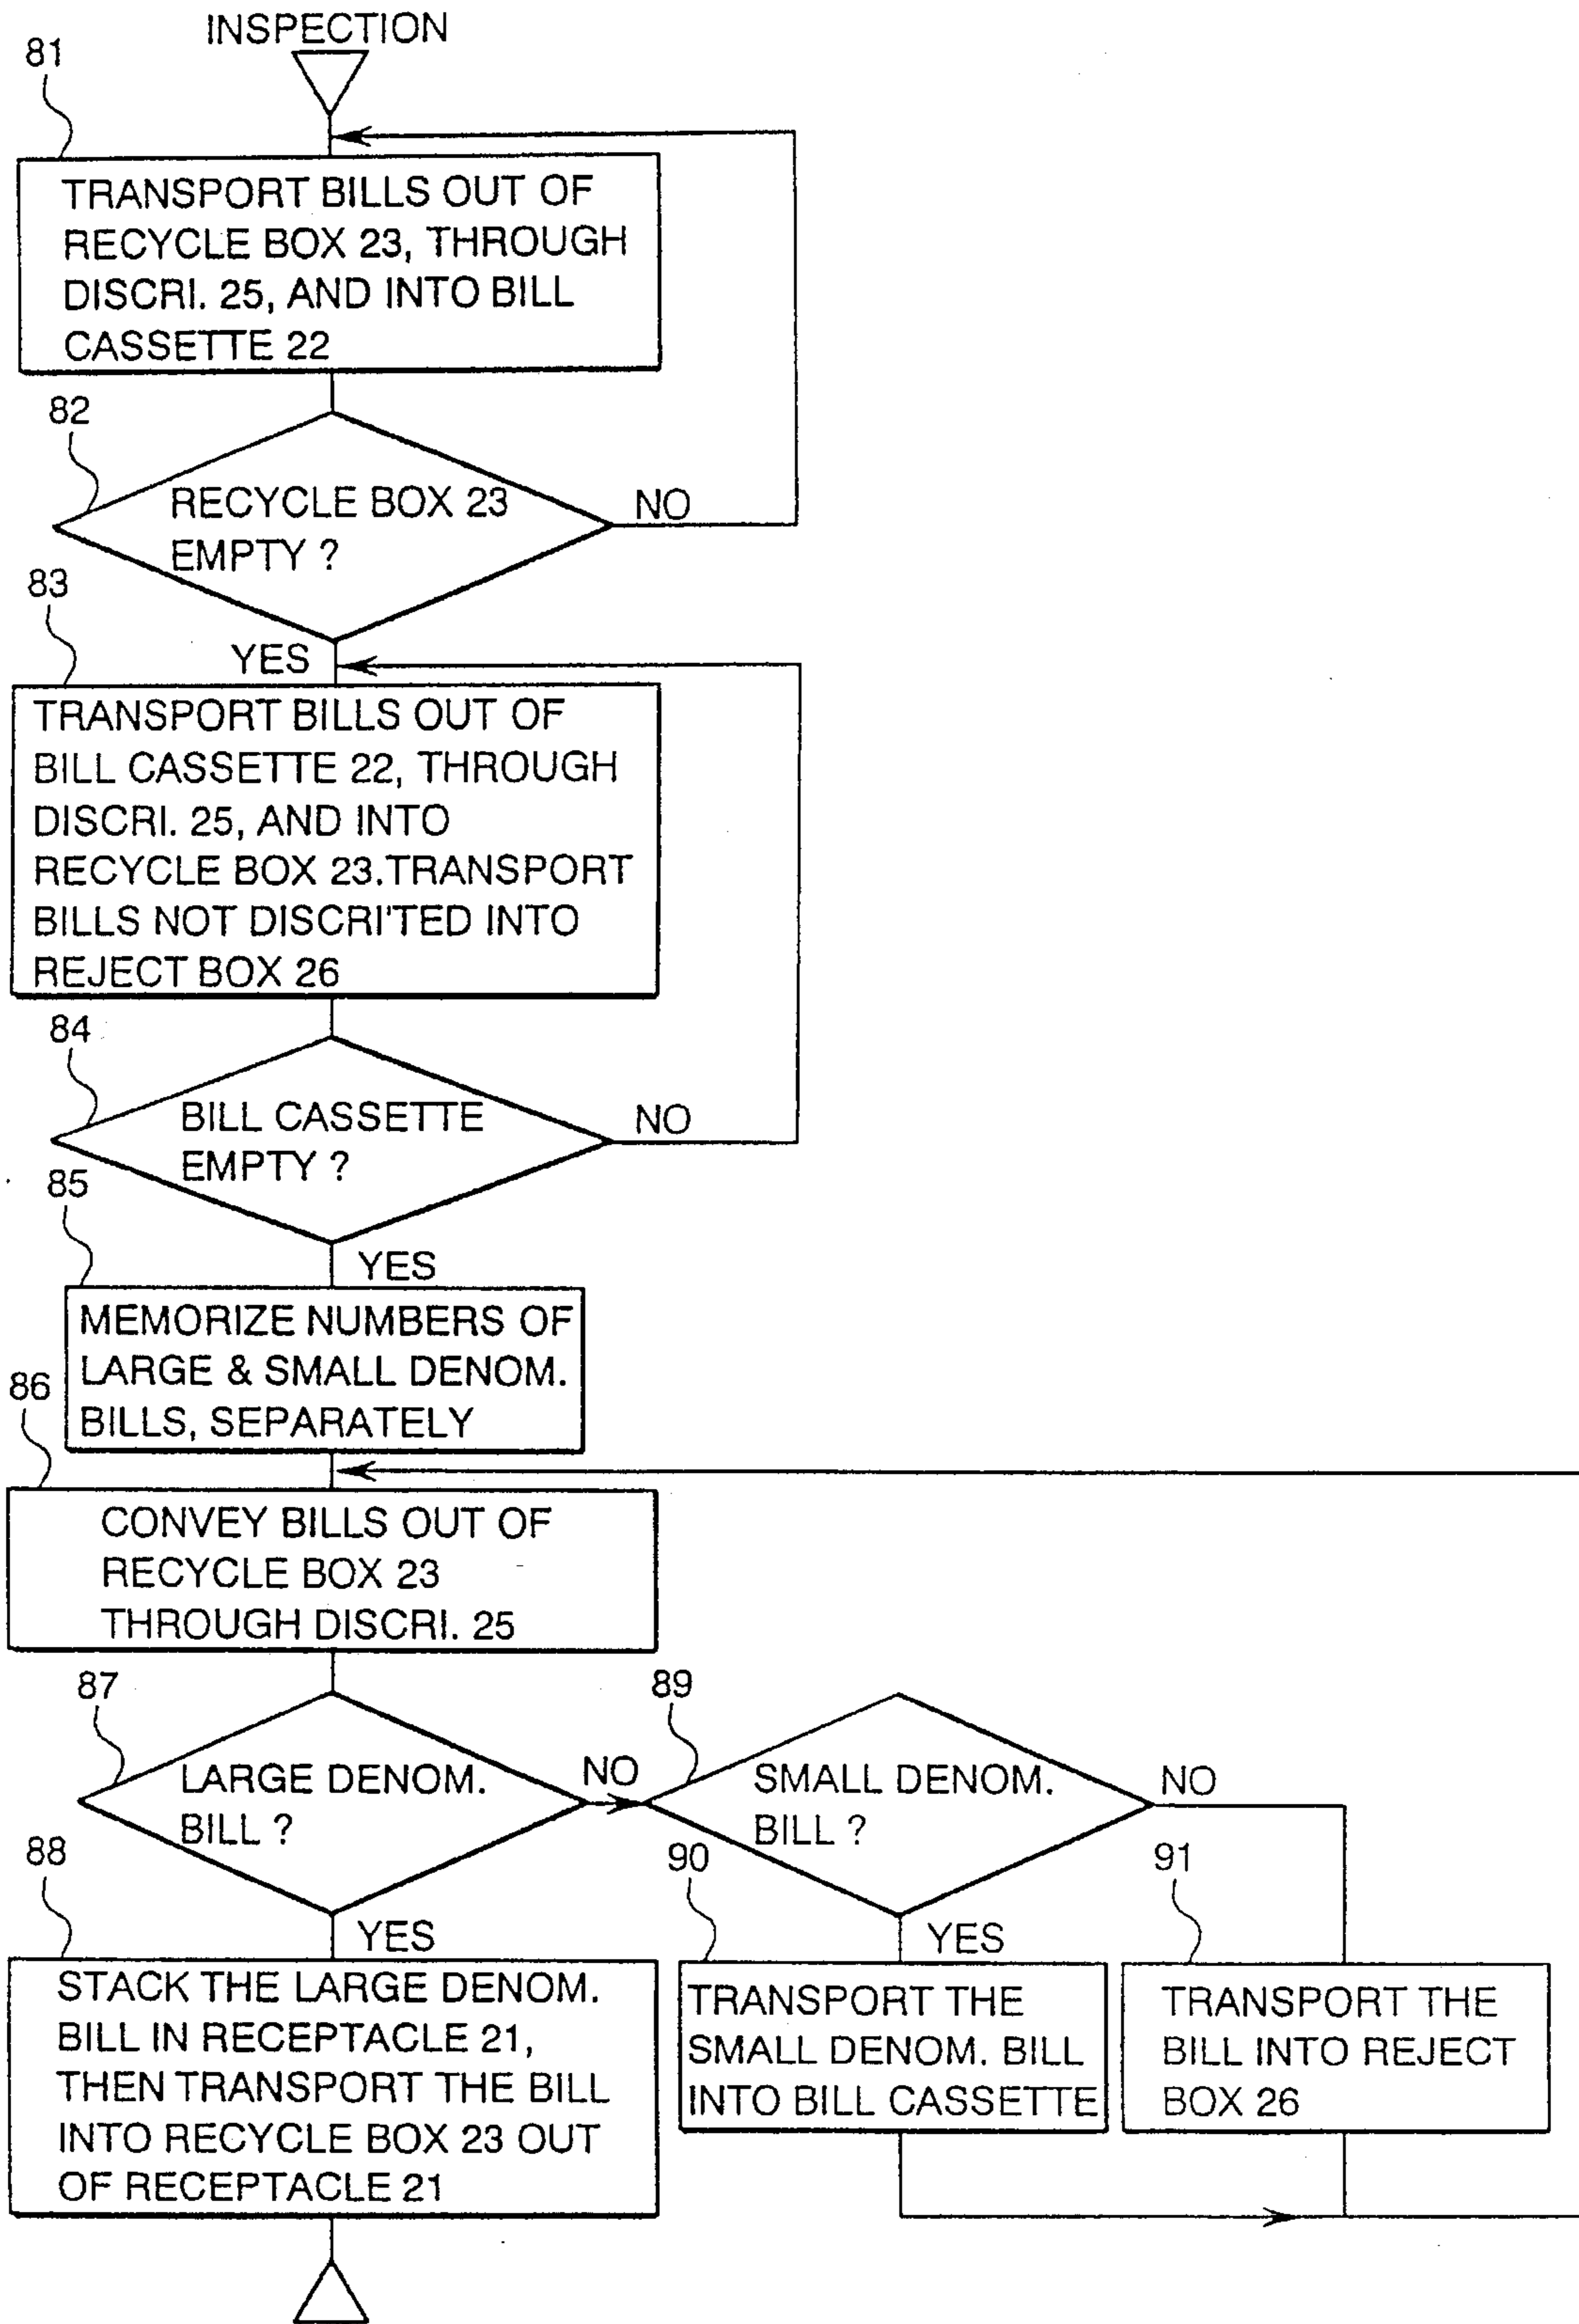 INSPECTION
81
TRANSPORT BILLS OUT OF
RECYCLE BOX 23, THROUGH
DISCRI. 25, AND INTO BILL
CASSETTE 22
82
RECYCLE BOX 23
EMPTY ?
NO
YES
83
TRANSPORT BILLS OUT OF
BILL CASSETTE 22, THROUGH
DISCRI. 25, AND INTO
RECYCLE BOX 23.TRANSPORT
BILLS NOT DISCRI'TED INTO
REJECT BOX 26
84
BILL CASSETTE
EMPTY ?
NO
YES
85
MEMORIZE NUMBERS OF
LARGE & SMALL DENOM.
BILLS, SEPARATELY
86
CONVEY BILLS OUT OF
RECYCLE BOX 23
THROUGH DISCRI. 25
87
LARGE DENOM.
BILL ?
NO
YES
89
SMALL DENOM.
BILL ?
NO
YES
88
STACK THE LARGE DENOM.
BILL IN RECEPTACLE 21,
THEN TRANSPORT THE BILL
INTO RECYCLE BOX 23 OUT
OF RECEPTACLE 21
90
TRANSPORT THE
SMALL DENOM. BILL
INTO BILL CASSETTE
91
TRANSPORT THE
BILL INTO REJECT
BOX 26